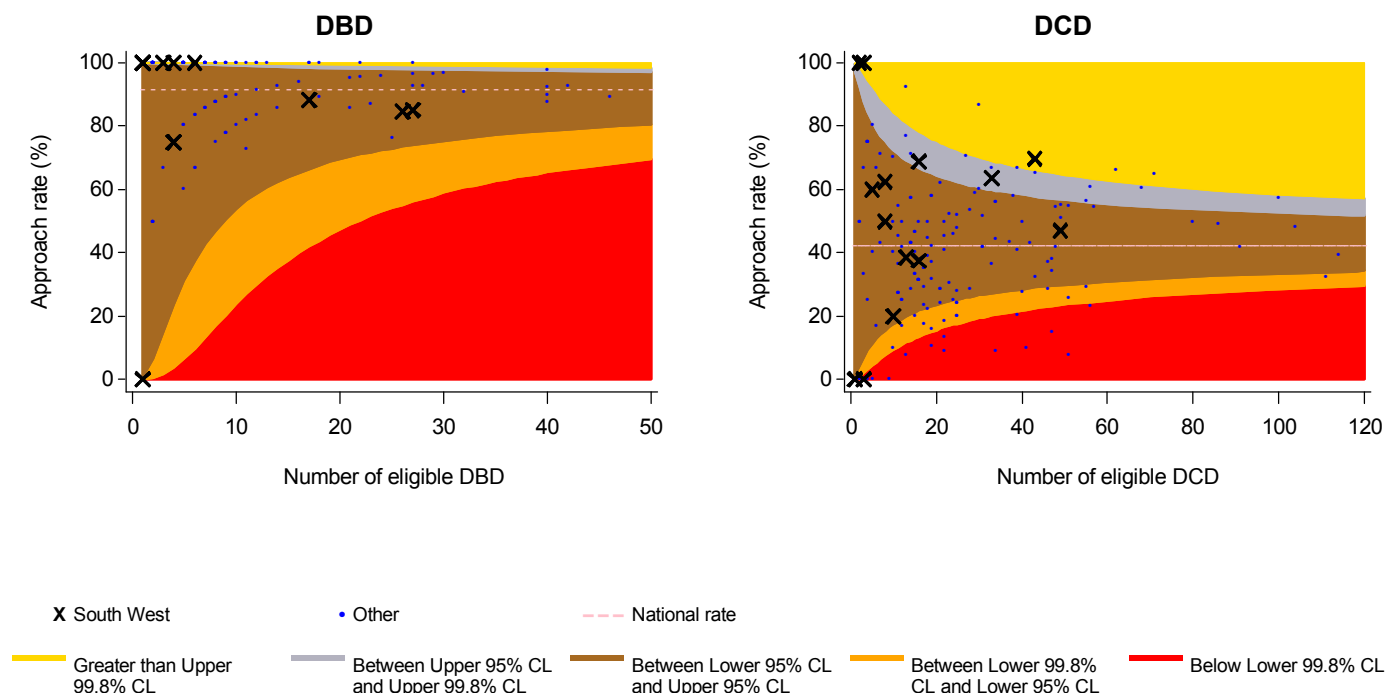 DBD
DCD
Approach rate (%)
100
80
60
40
20
0
0 10 20 30 40 50
Number of eligible DBD
Approach rate (%)
100
80
60
40
20
0
0 20 40 60 80 100 120
Number of eligible DCD
X South West
Other
National rate
Greater than Upper
99.8% CL
Between Upper 95% CL
and Upper 99.8% CL
Between Lower 95% CL
and Upper 95% CL
Between Lower 99.8%
CL and Lower 95% CL
Below Lower 99.8% CL